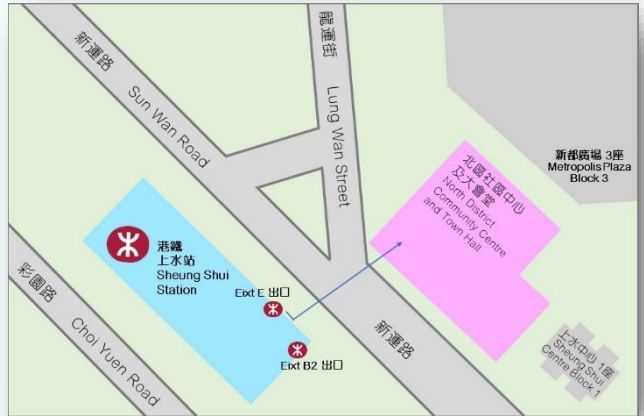 新運路
Sun Wan Road
龍運街
Lung Wan Street
北區社區中心
及大會堂
North District
Community Centre
and Town Hall
新都廣場 3座
Metropolis Plaza
Block 3
港鐵
上水站
Sheung Shui
Station
Eixt E 出口
Eixt B2 出口
彩園路
Choi Yuen Road
新運路
上水中心 1座
Sheung Shui
Centre Block 1